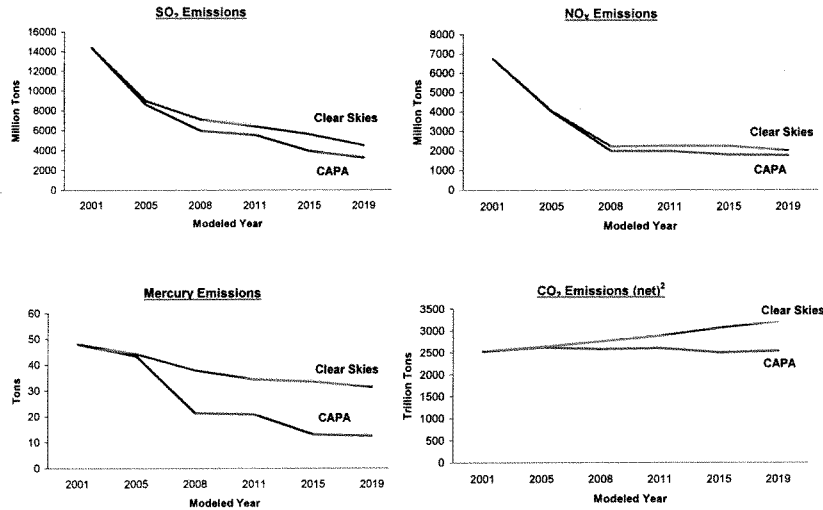 SO₂ Emissions
Million Tons
16000
14000
12000
10000
8000
6000
4000
2000
0
Clear Skies
CAPA
2001 2005 2008 2011 2015 2019
Modeled Year
NOₓ Emissions
Million Tons
8000
7000
6000
5000
4000
3000
2000
1000
0
Clear Skies
CAPA
2001 2005 2008 2011 2015 2019
Modeled Year
Mercury Emissions
Tons
60
50
40
30
20
10
0
Clear Skies
CAPA
2001 2005 2008 2011 2015 2019
Modeled Year
CO₂ Emissions (net)²
Trillion Tons
3500
3000
2500
2000
1500
1000
500
0
Clear Skies
CAPA
2001 2005 2008 2011 2015 2019
Modeled Year